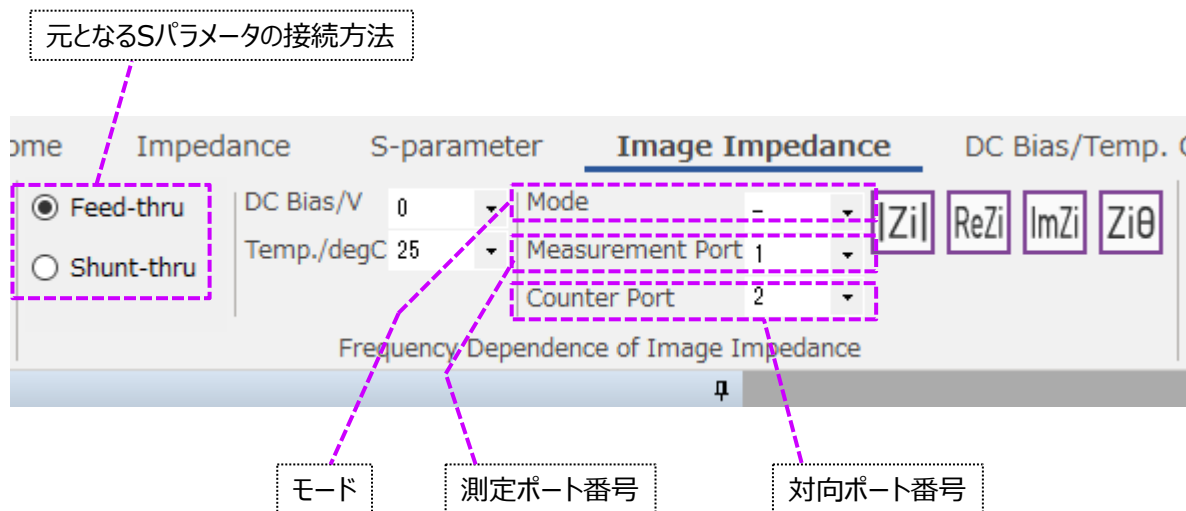 元となるSパラメータの接続方法
ome Impedance S-parameter Image Impedance DC Bias/Temp. C
Feed-thru DC Bias/V 0 Mode –
|Zi| ReZi ImZi Ziθ
Shunt-thru Temp./degC 25 Measurement Port 1
Counter Port 2
Frequency Dependence of Image Impedance
モード 測定ポート番号 対向ポート番号